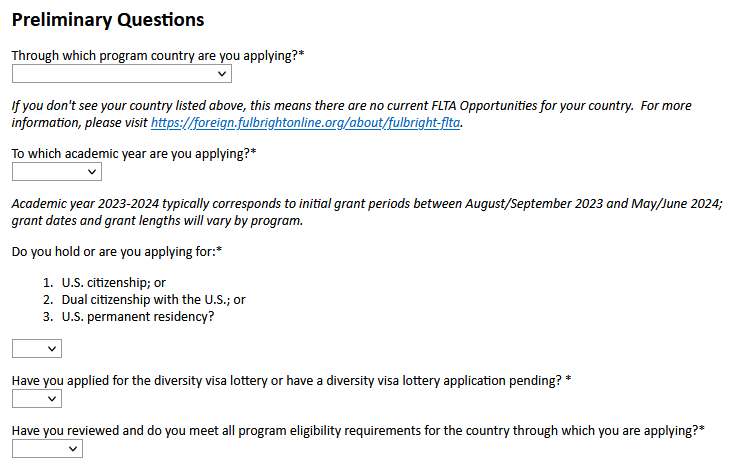 Preliminary Questions
Through which program country are you applying?*
If you don't see your country listed above, this means there are no current FLTA Opportunities for your country.  For more
information, please visit https://foreign.fulbrightonline.org/about/fulbright-flta.
To which academic year are you applying?*
Academic year 2023-2024 typically corresponds to initial grant periods between August/September 2023 and May/June 2024;
grant dates and grant lengths will vary by program.
Do you hold or are you applying for:*
1. U.S. citizenship; or
2. Dual citizenship with the U.S.; or
3. U.S. permanent residency?
Have you applied for the diversity visa lottery or have a diversity visa lottery application pending? *
Have you reviewed and do you meet all program eligibility requirements for the country through which you are applying?*